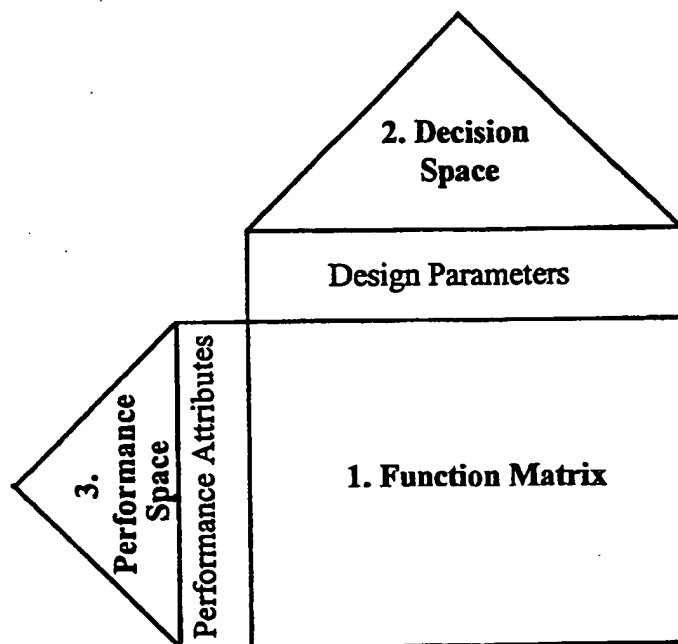 2. Decision
Space
Design Parameters
3.
Performance
Space
Performance Attributes
1. Function Matrix